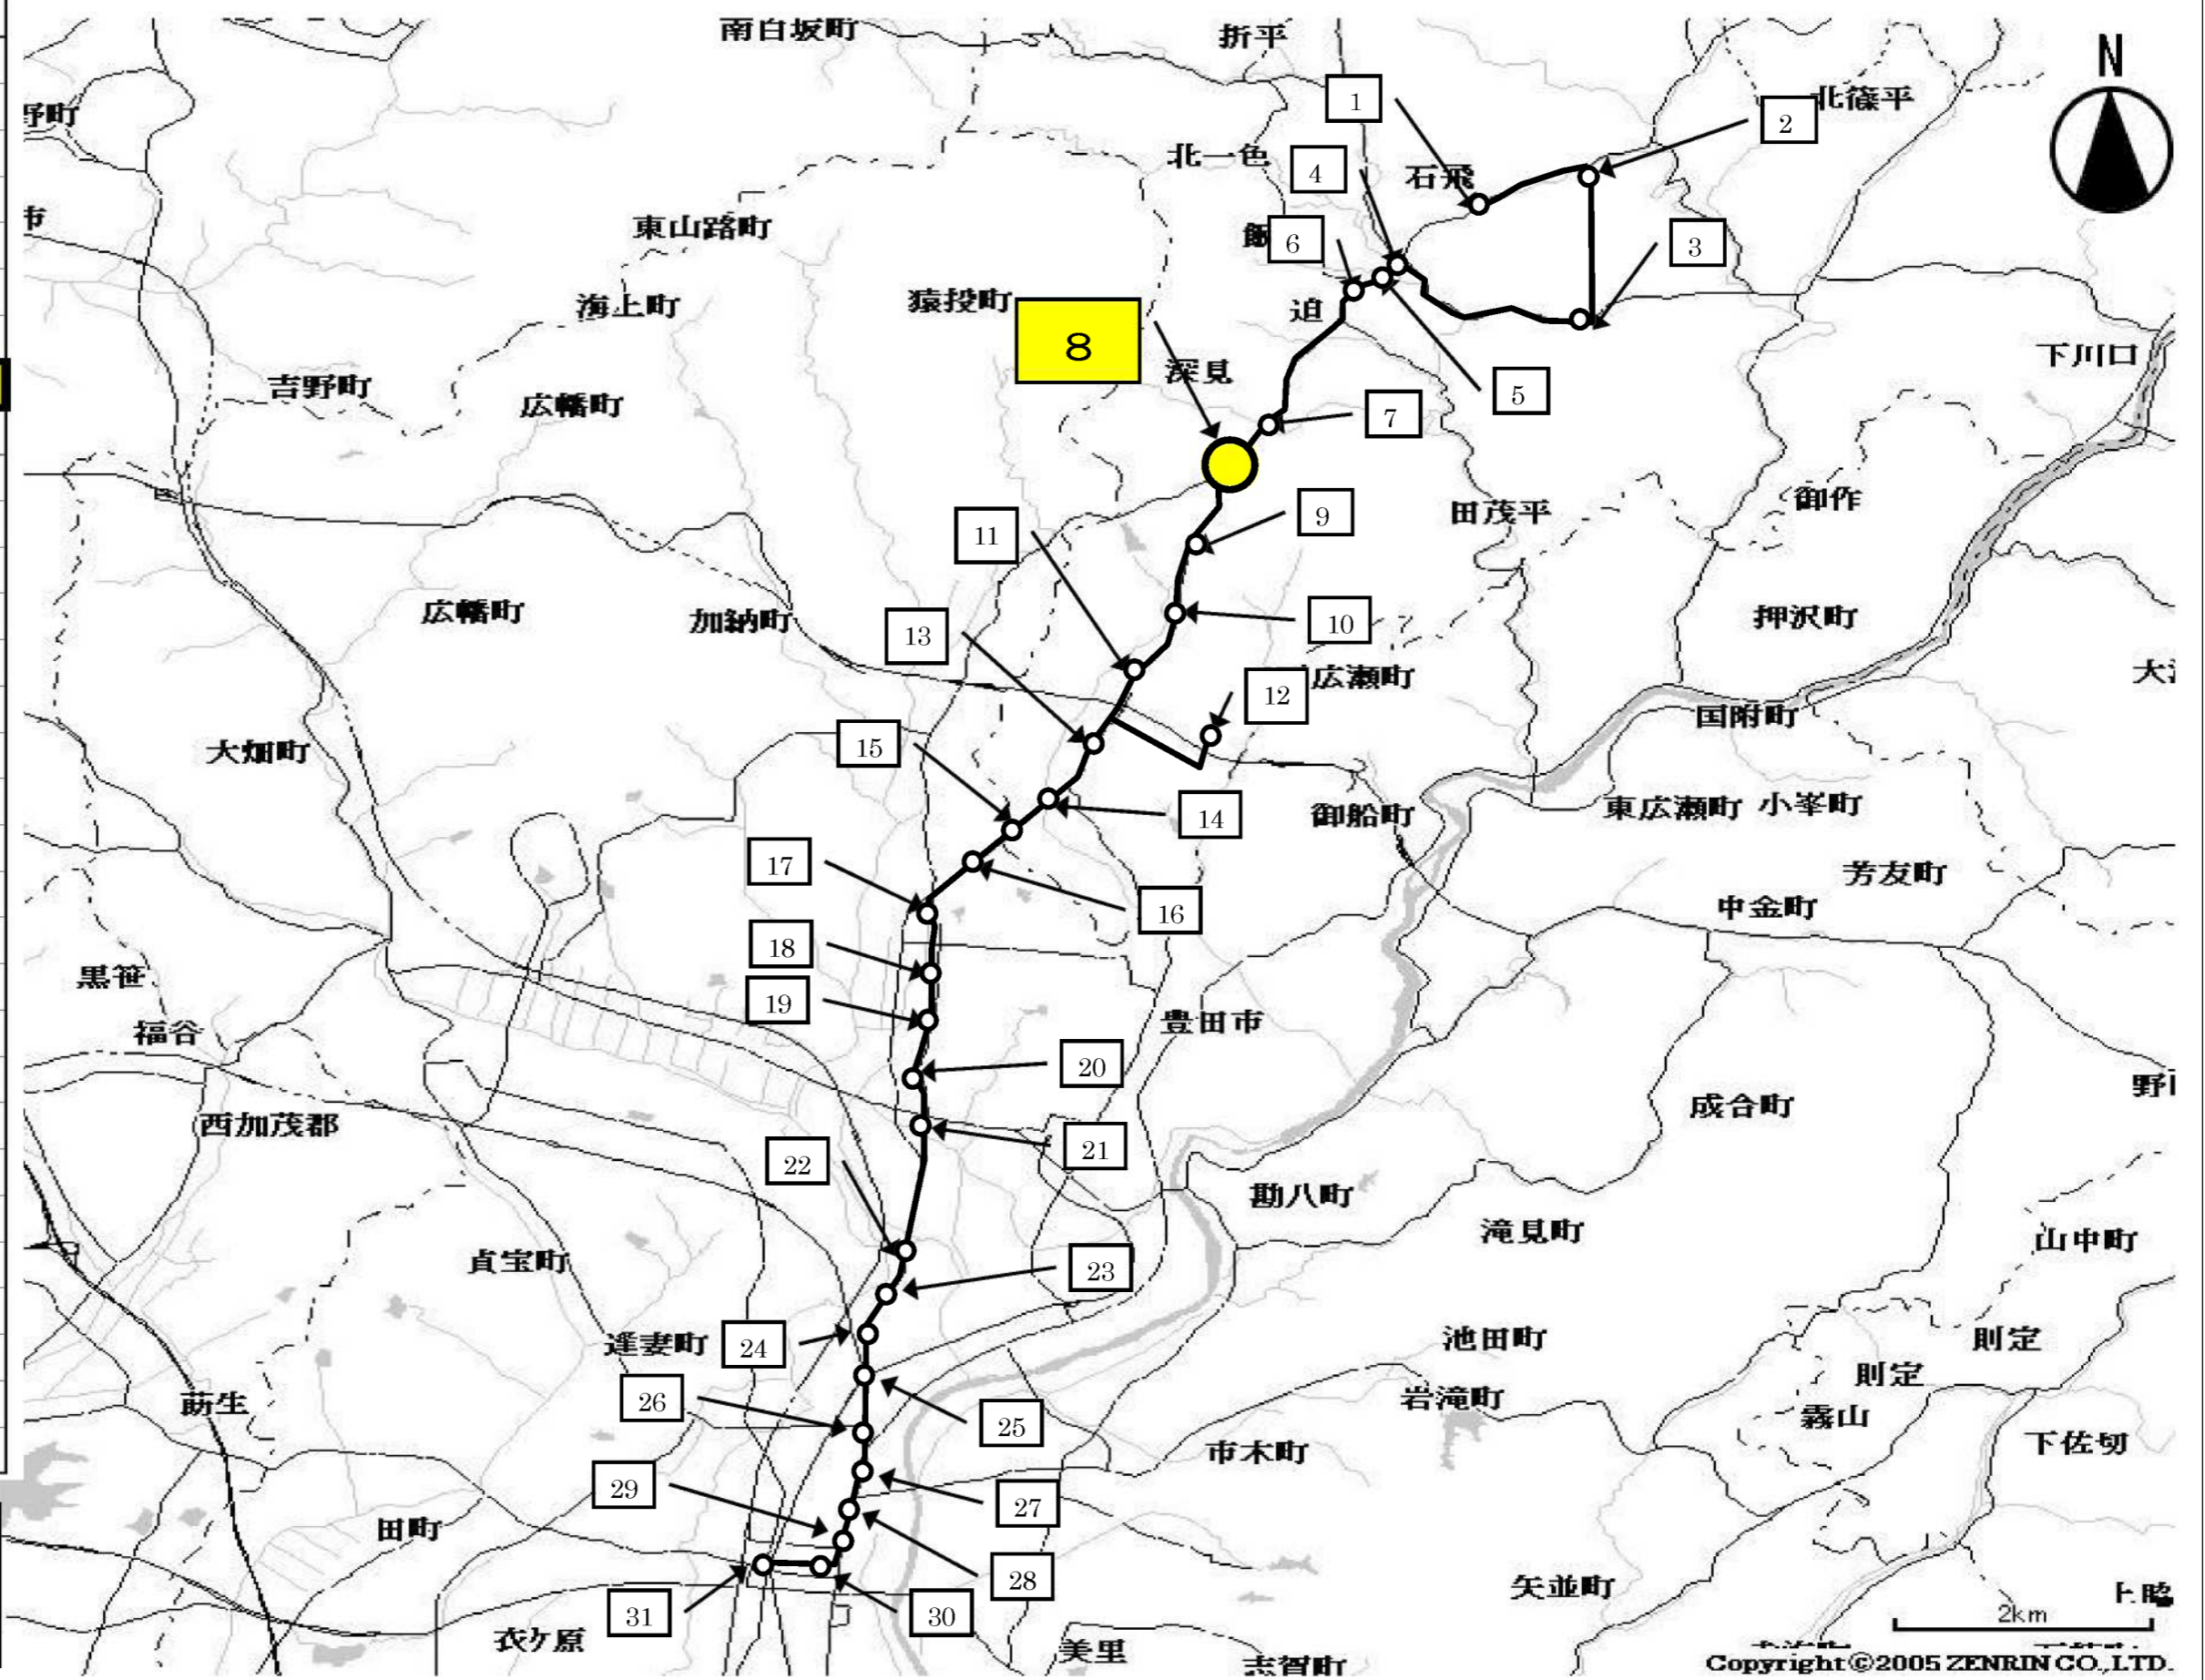 南白坂町
折平
N
1
北篠平
2
野町
北一色
4
石飛
市
東山路町
飯
6
3
海上町
猿投町
迫
8
下川口
深見
吉野町
5
広幡町
7
御作
田茂平
9
11
広幡町
加納町
押沢町
10
13
広瀬町
12
国附町
15
大畑町
14
御船町
東広瀬町
小峯町
17
芳友町
16
中金町
18
黒笹
19
豊田市
福谷
20
成合町
西加茂郡
21
22
勘八町
滝見町
山中町
貞宝町
23
逢妻町
24
池田町
則定
則定
26
岩滝町
莇生
25
霧山
下佐切
市木町
29
27
田町
28
矢並町
31
30
2km
衣ケ原
美里
志賀町
Copyright©2005 ZENRIN CO.,LTD.